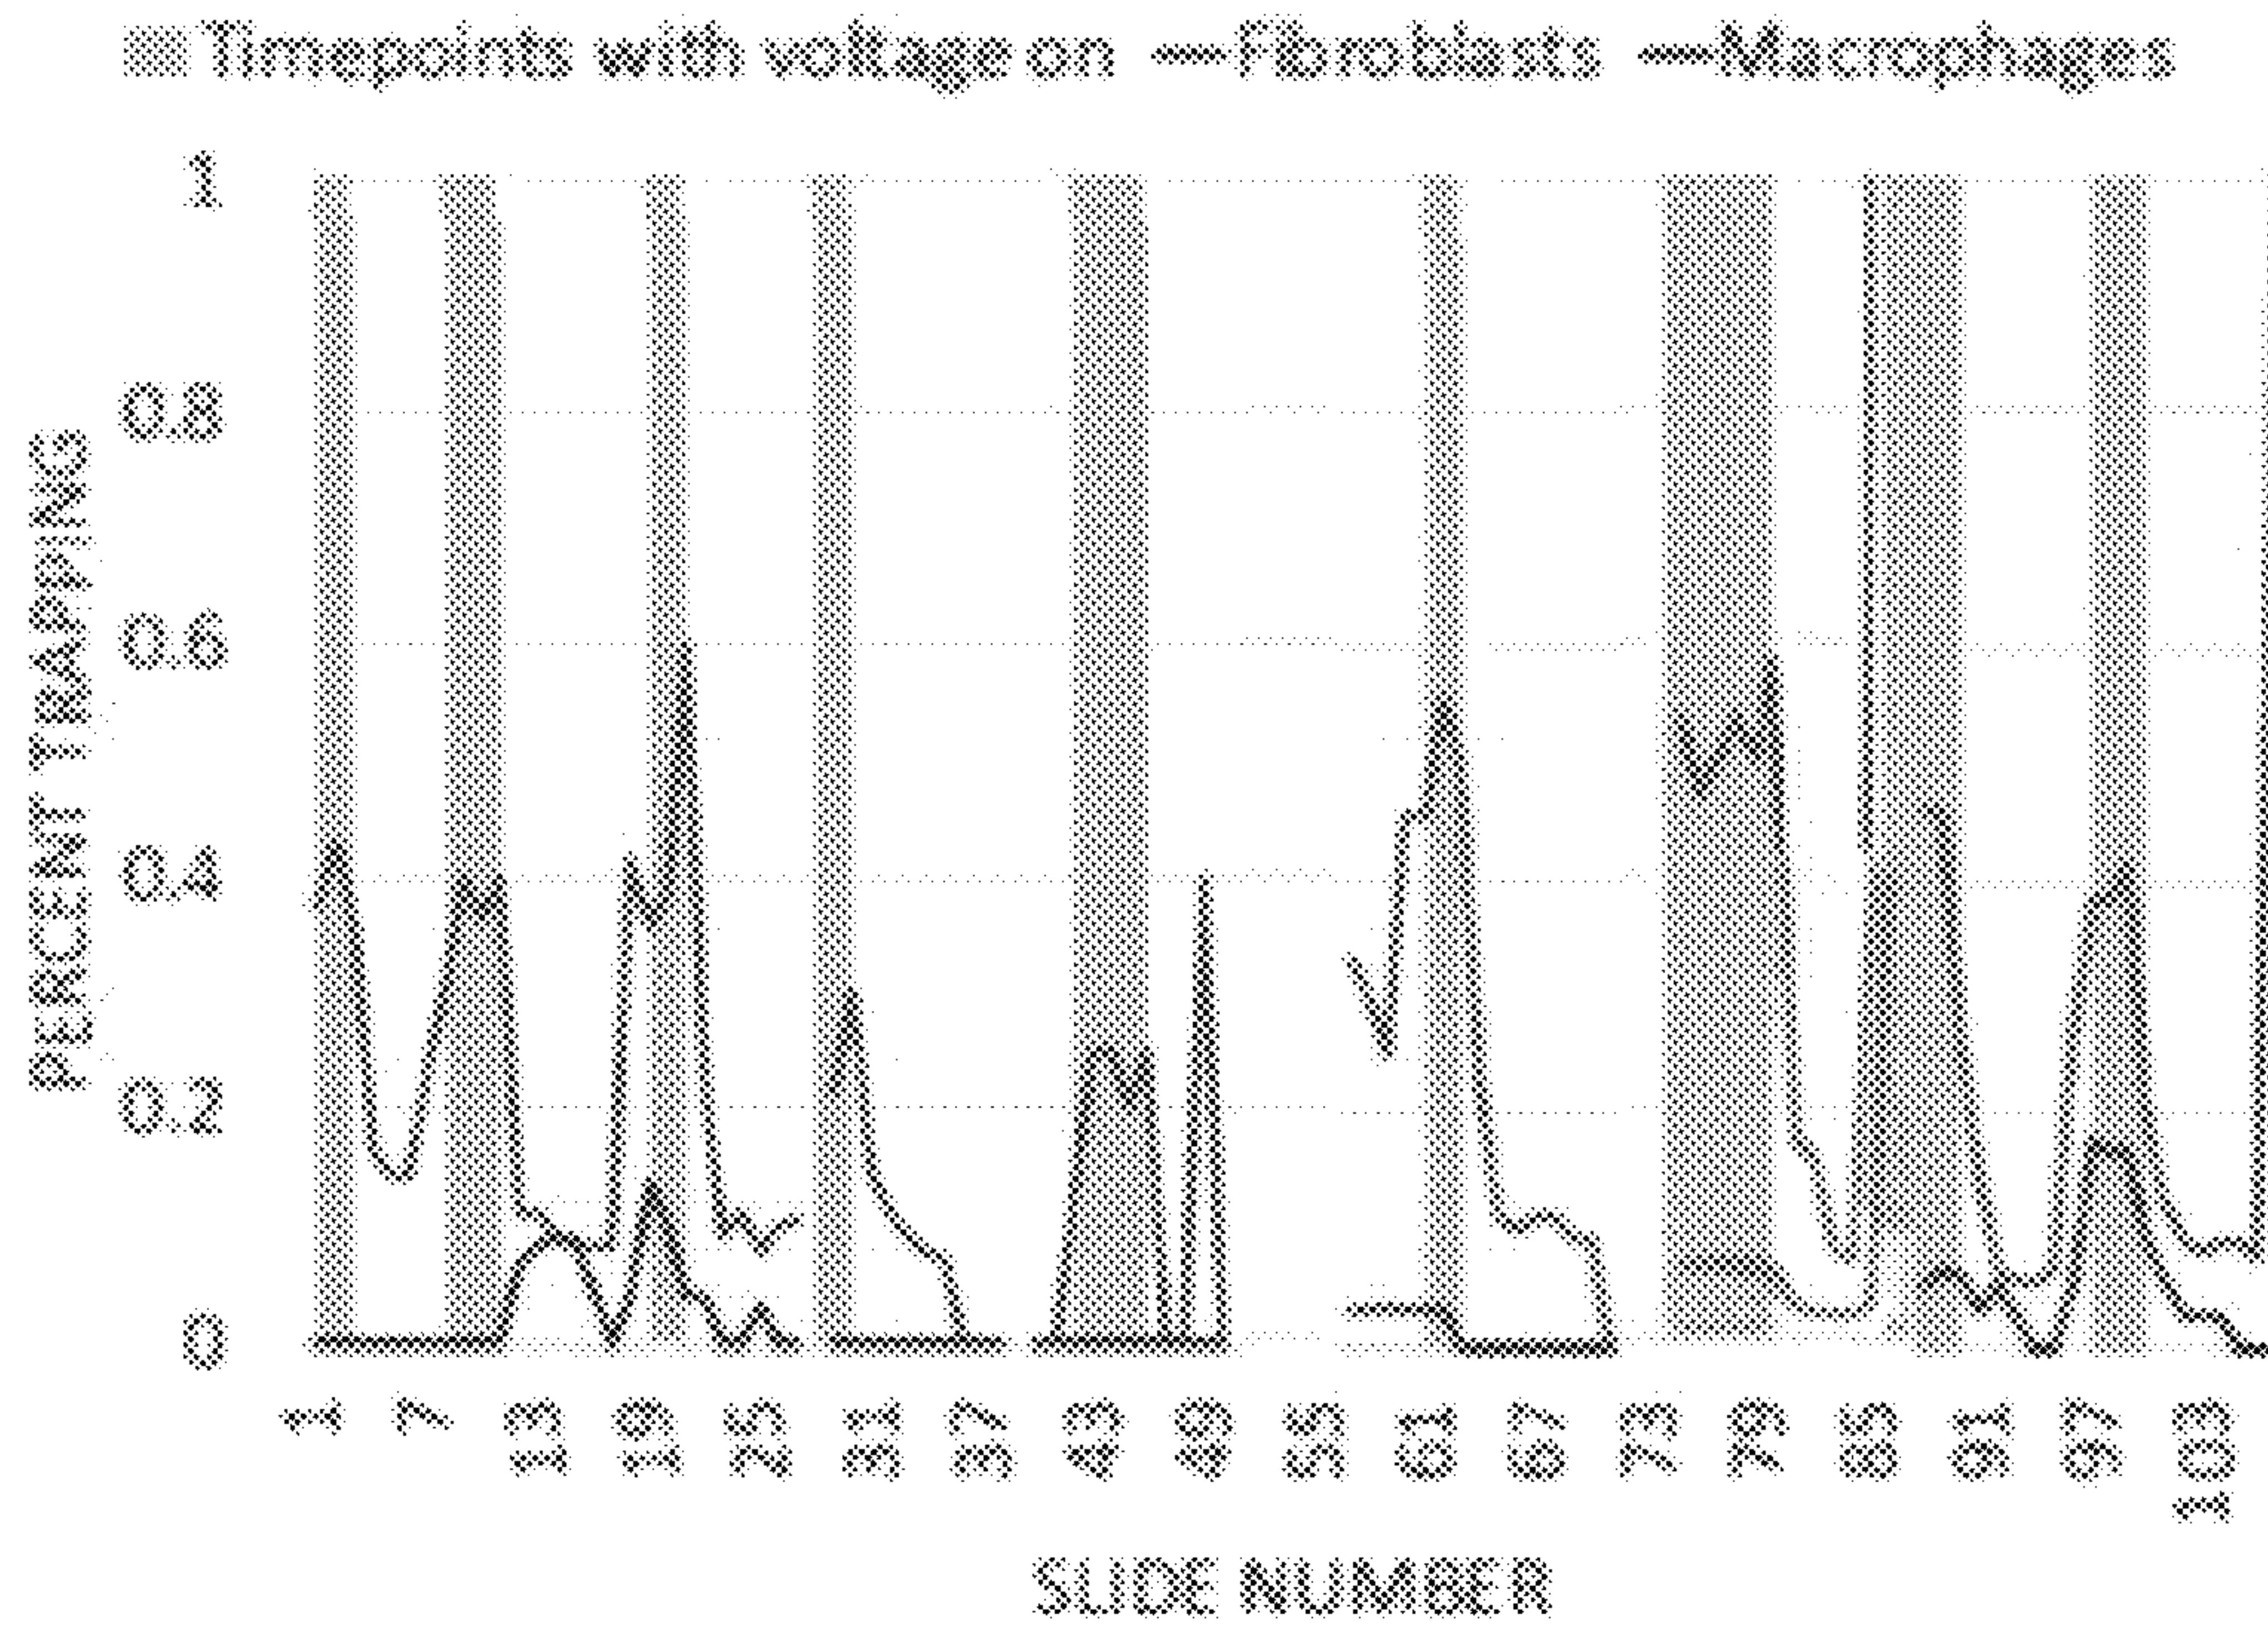 Timepoints with voltage on — Fibroblasts — Macrophages
1
0.8
0.6
0.4
0.2
0
PERCENT TRAPPING
1 7 13 19 25 31 37 43 49 55 61 67 73 79 85 91 97 103
SLICE NUMBER